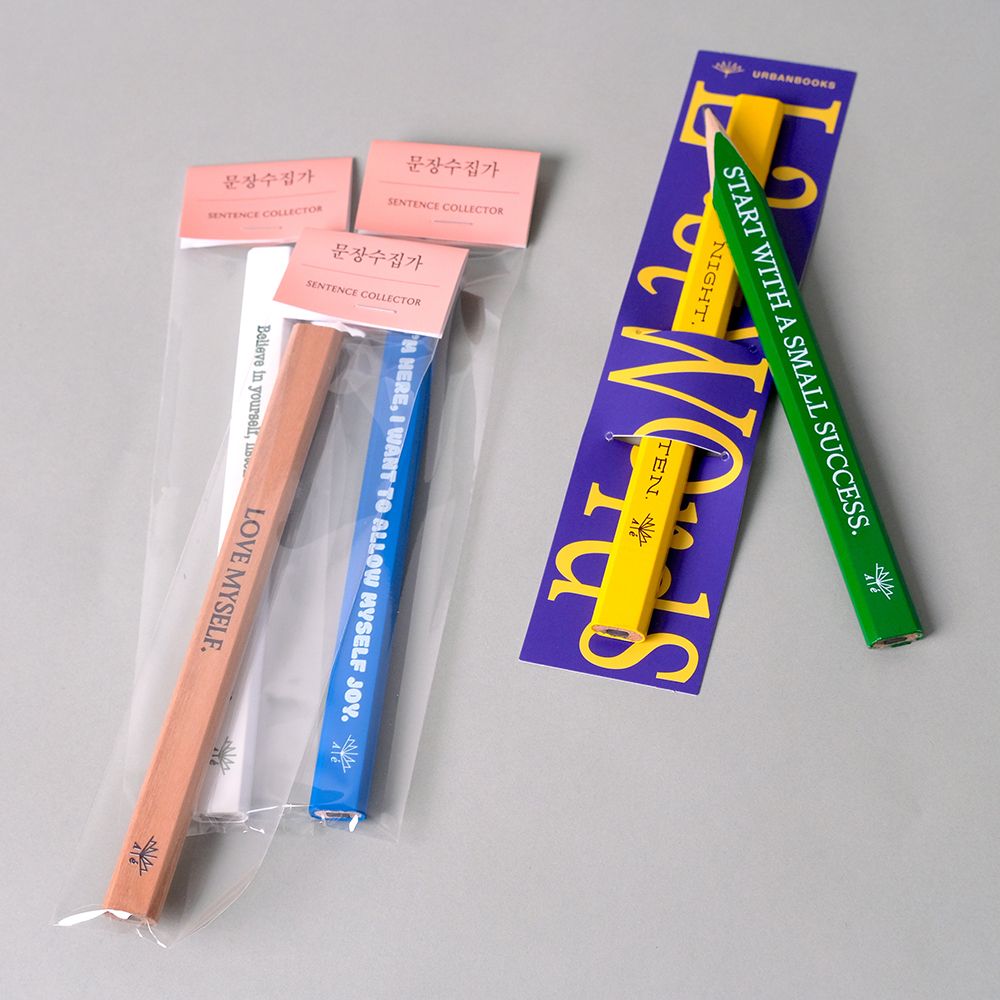 문장수집가
SENTENCE COLLECTOR
문장수집가
SENTENCE COLLECTOR
문장수집가
SENTENCE COLLECTOR
Believe in yourself,
LOVE MYSELF.
I'M HERE, I WANT TO ALLOW MYSELF JOY.
A é
A é
A é
URBANBOOKS
Eat Words
NIGHT.
TEN.
A é
START WITH A SMALL SUCCESS.
A é